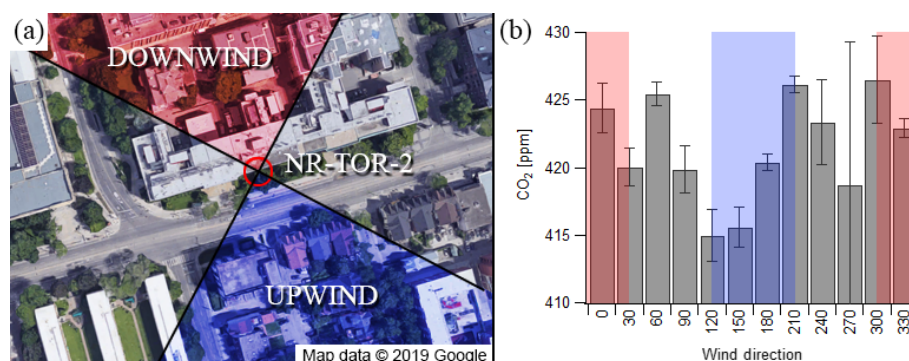 (a)
DOWNWIND
NR-TOR-2
UPWIND
Map data © 2019 Google
(b)
430
425
420
415
410
CO₂ [ppm]
0 30 60 90 120 150 180 210 240 270 300 330
Wind direction